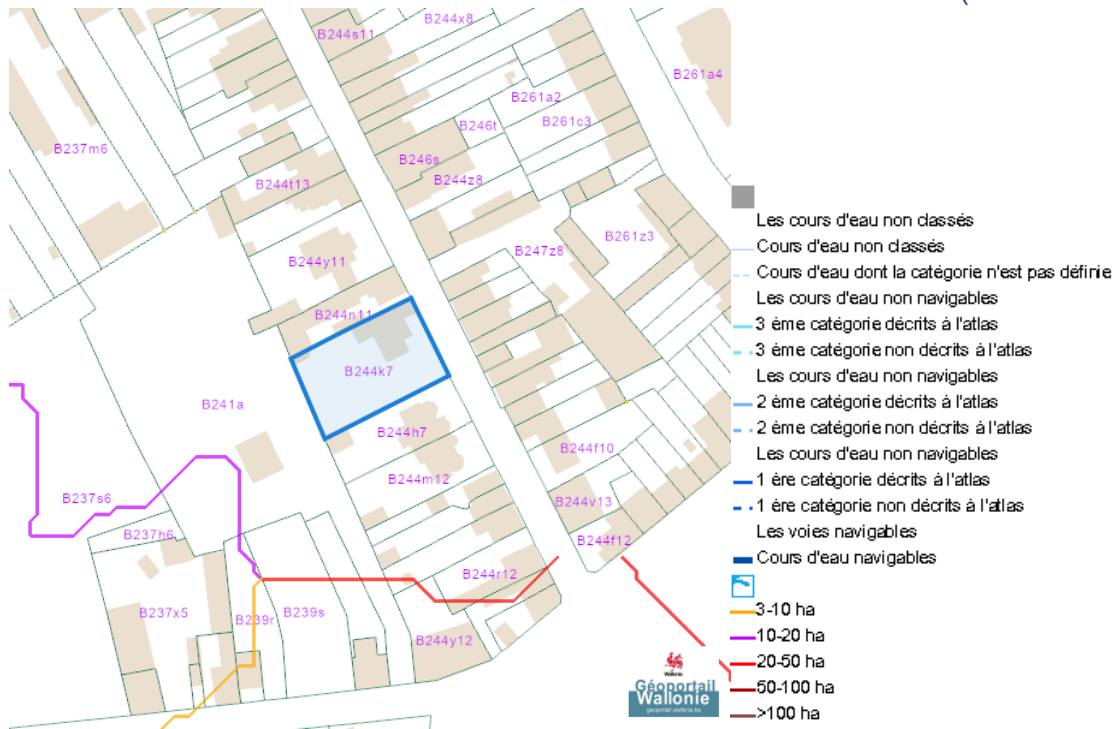 B244x8
B244s11
B261a4
B261a2
B246t
B261c3
B237m6
B246s
B244z8
B244t13
B261z3
B244y11
B247z8
B244n11
B244k7
B241a
B244h7
B244f10
B244m12
B237s6
B244v13
B237h6
B244f12
B244r12
B237x5
B239r
B239s
B244y12
Wallonie
Géoportail
Wallonie
geoportail.wallonie.be
Les cours d'eau non classés
Cours d'eau non classés
Cours d'eau dont la catégorie n'est pas définie
Les cours d'eau non navigables
3 ème catégorie décrits à l'atlas
3 ème catégorie non décrits à l'atlas
Les cours d'eau non navigables
2 ème catégorie décrits à l'atlas
2 ème catégorie non décrits à l'atlas
Les cours d'eau non navigables
1 ère catégorie décrits à l'atlas
1 ère catégorie non décrits à l'atlas
Les voies navigables
Cours d'eau navigables
3-10 ha
10-20 ha
20-50 ha
50-100 ha
>100 ha